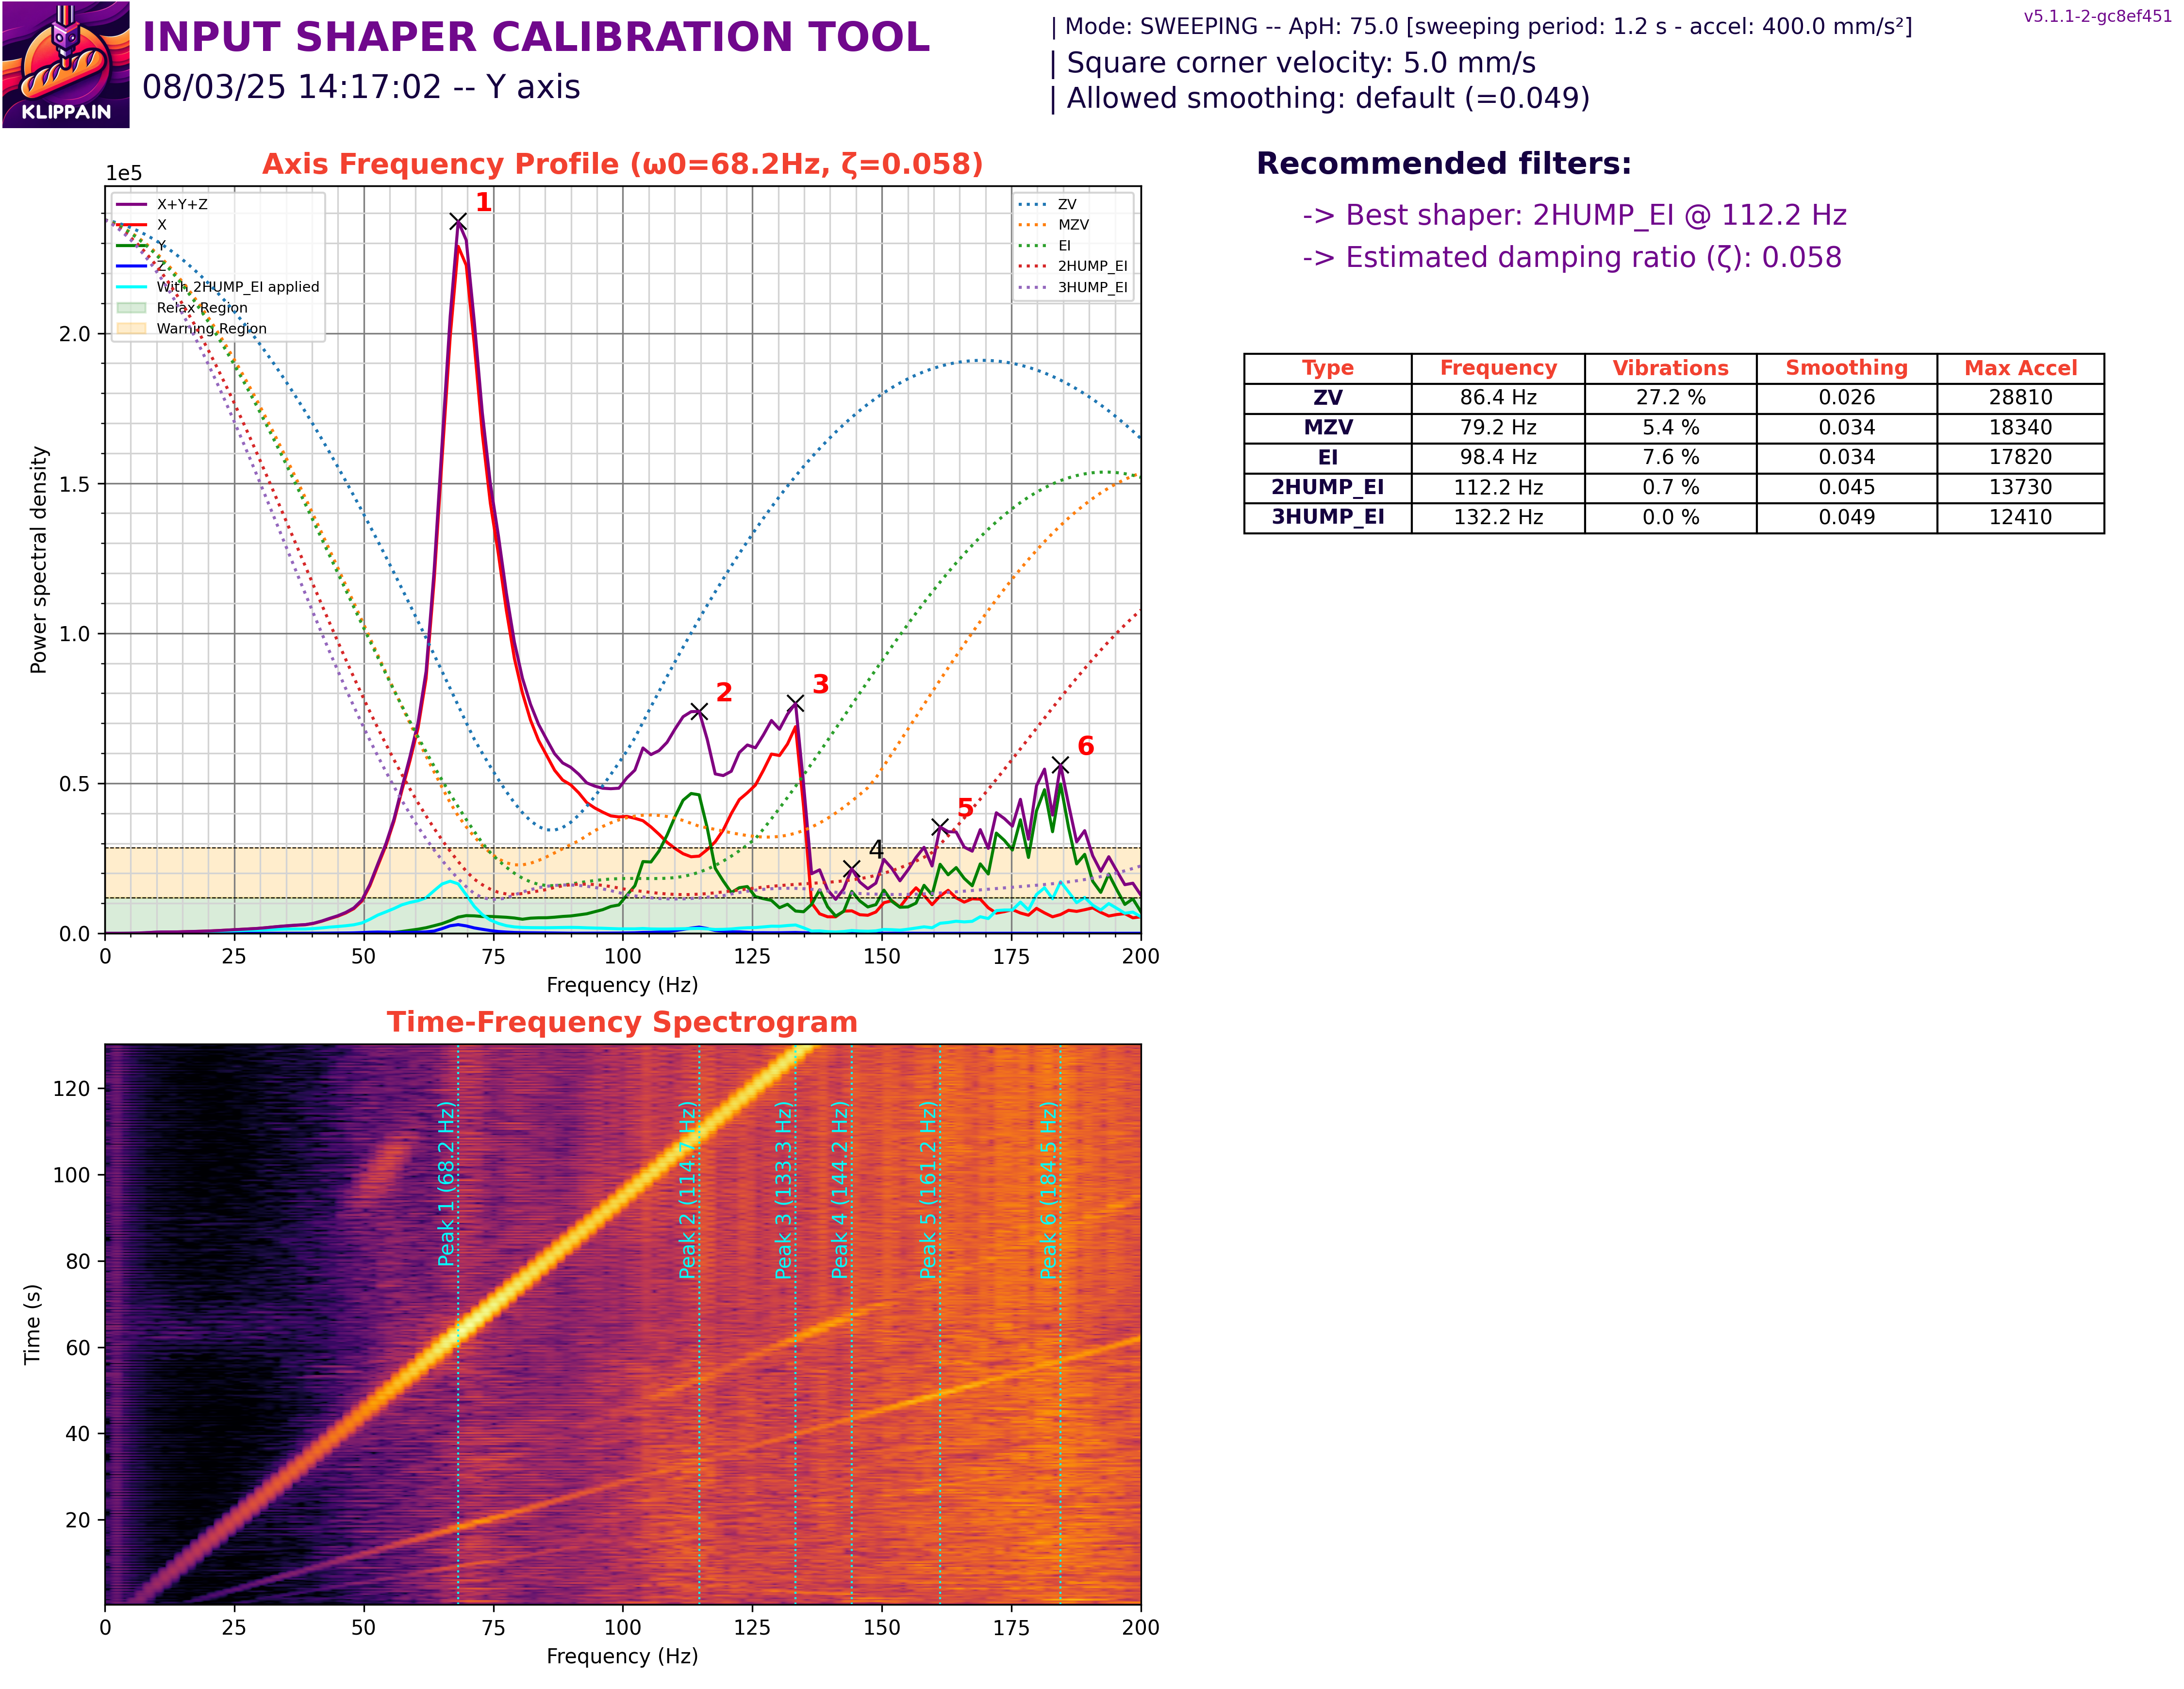 INPUT SHAPER CALIBRATION TOOL
08/03/25 14:17:02 -- Y axis
KLIPPAIN
| Mode: SWEEPING -- ApH: 75.0 [sweeping period: 1.2 s - accel: 400.0 mm/s²]
| Square corner velocity: 5.0 mm/s
| Allowed smoothing: default (=0.049)
v5.1.1-2-gc8ef451
Axis Frequency Profile (ω0=68.2Hz, ζ=0.058)
1e5
X+Y+Z
X
Y
Z
With 2HUMP_EI applied
Relax Region
Warning Region
ZV
MZV
EI
2HUMP_EI
3HUMP_EI
1
2
3
4
5
6
Power spectral density
2.0
1.5
1.0
0.5
0.0
0 25 50 75 100 125 150 175 200
Frequency (Hz)
Recommended filters:
-> Best shaper: 2HUMP_EI @ 112.2 Hz
-> Estimated damping ratio (ζ): 0.058
Type Frequency Vibrations Smoothing Max Accel
ZV 86.4 Hz 27.2 % 0.026 28810
MZV 79.2 Hz 5.4 % 0.034 18340
EI 98.4 Hz 7.6 % 0.034 17820
2HUMP_EI 112.2 Hz 0.7 % 0.045 13730
3HUMP_EI 132.2 Hz 0.0 % 0.049 12410
Time-Frequency Spectrogram
Time (s)
120
100
80
60
40
20
Peak 1 (68.2 Hz)
Peak 2 (114.7 Hz)
Peak 3 (133.3 Hz)
Peak 4 (144.2 Hz)
Peak 5 (161.2 Hz)
Peak 6 (184.5 Hz)
0 25 50 75 100 125 150 175 200
Frequency (Hz)